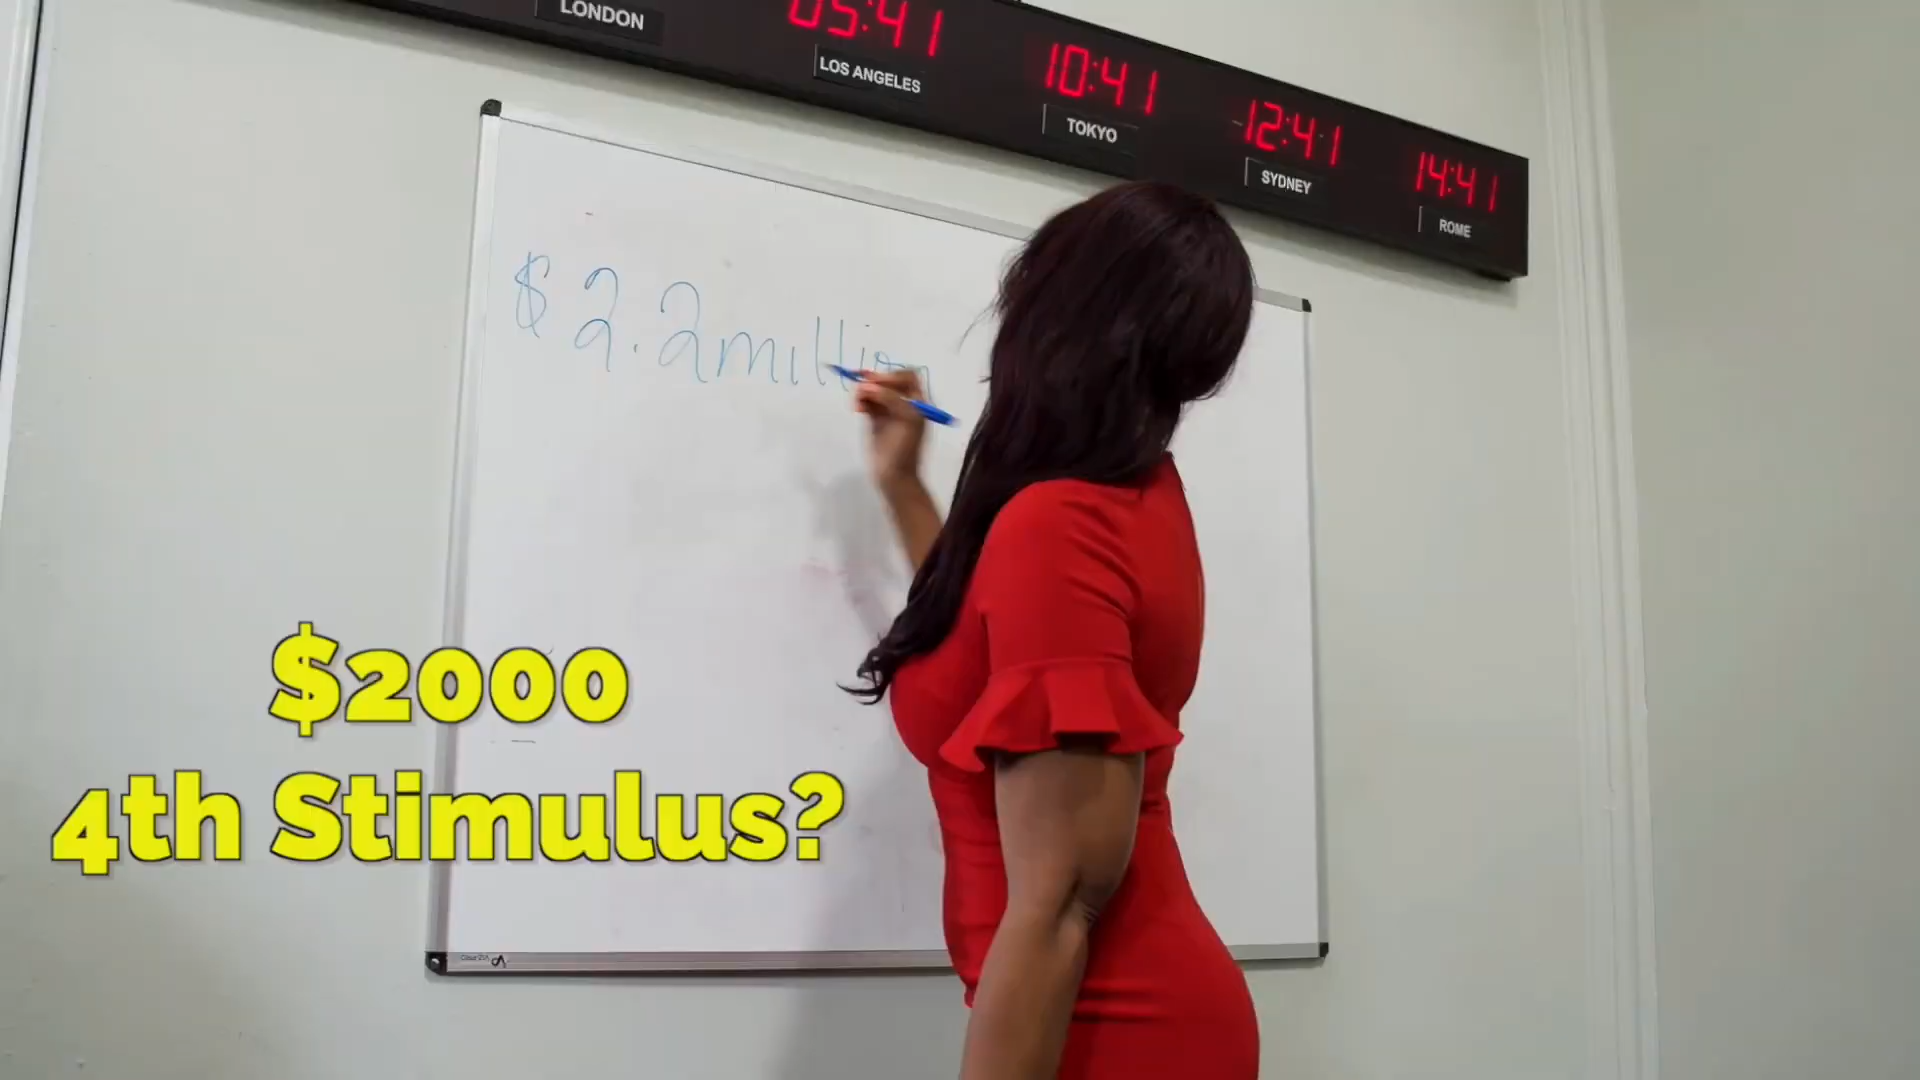 LONDON
05:41
LOS ANGELES
10:41
TOKYO
12:41
SYDNEY
14:41
ROME
$2.2million
$2000
4th Stimulus?